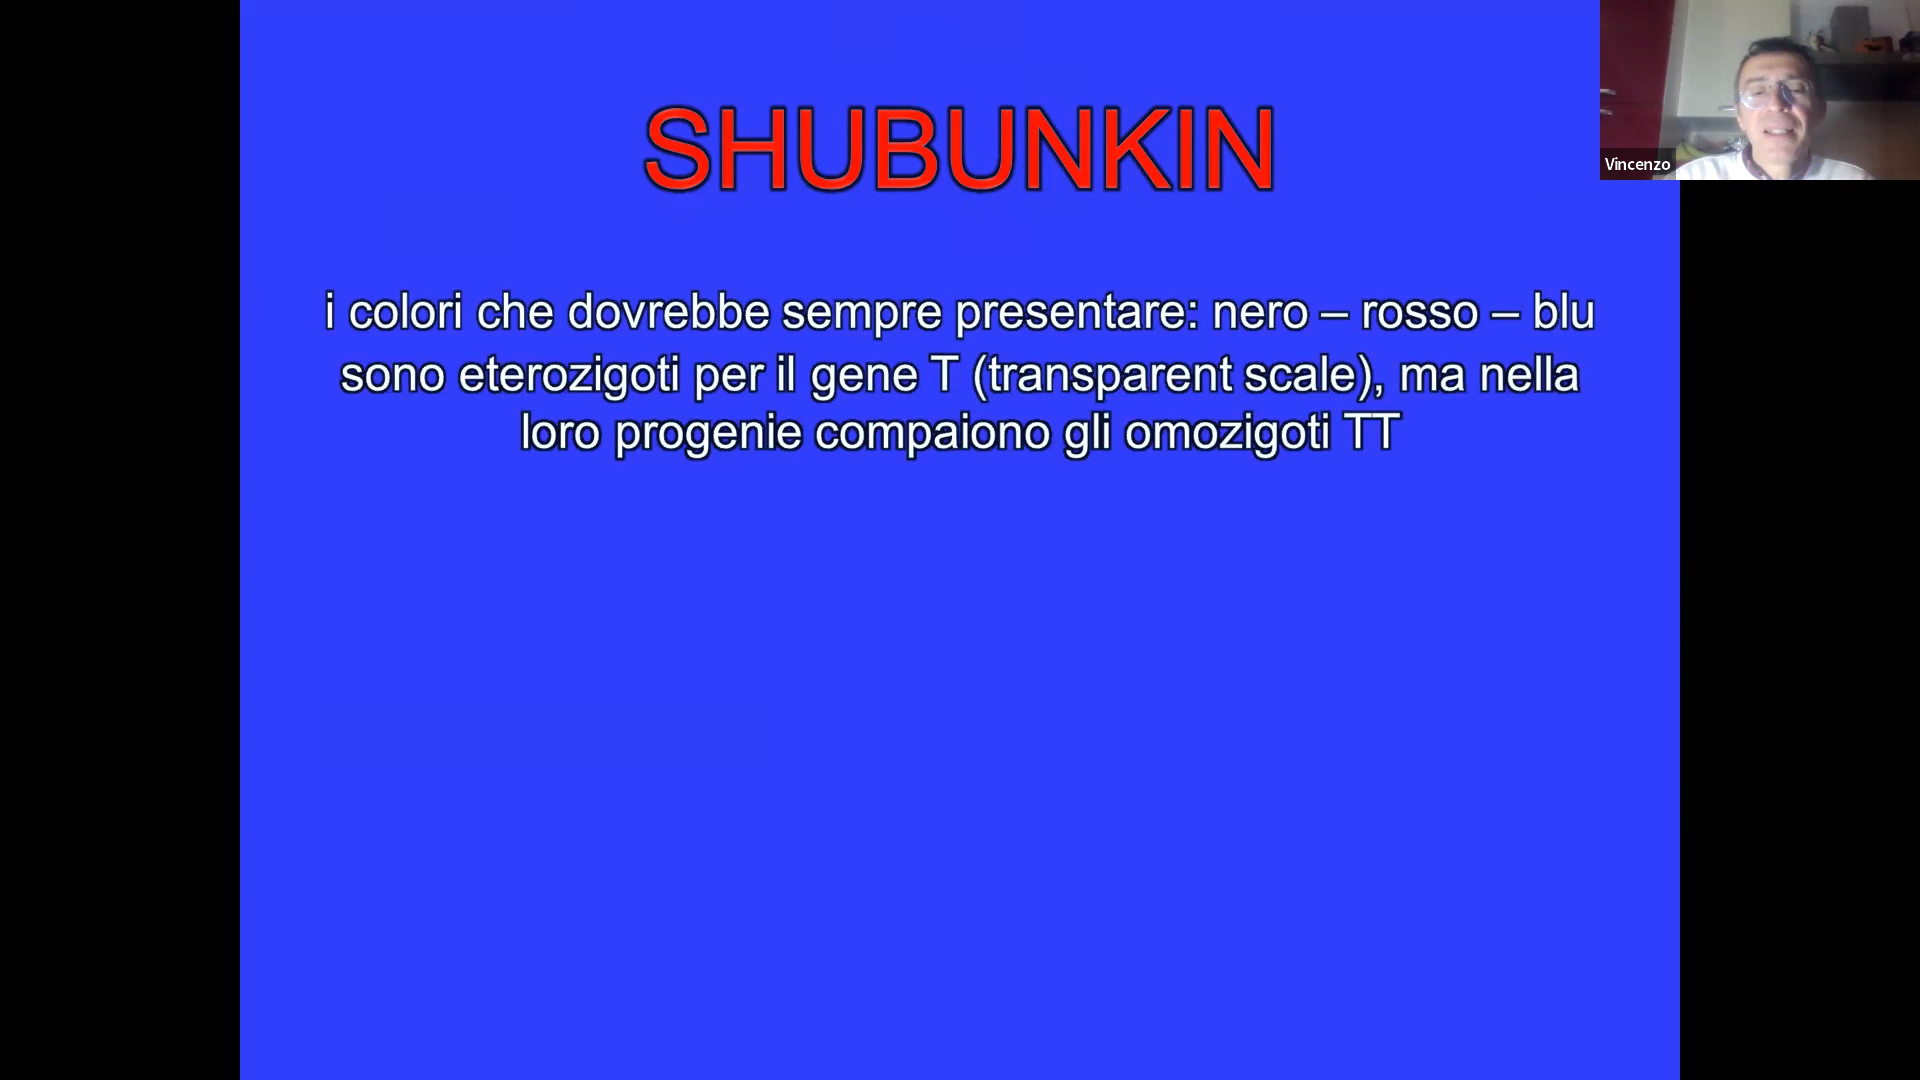 SHUBUNKIN
i colori che dovrebbe sempre presentare: nero – rosso – blu
sono eterozigoti per il gene T (transparent scale), ma nella
loro progenie compaiono gli omozigoti TT
Vincenzo